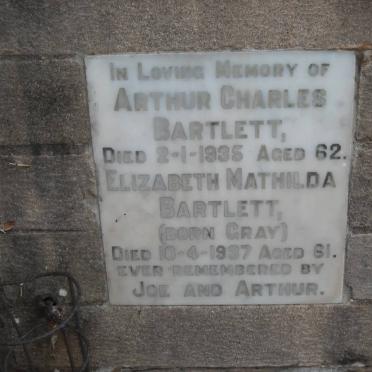 In Loving Memory of
Arthur Charles
Bartlett,
Died 2-1-1935 Aged 62.
Elizabeth Mathilda
Bartlett,
(born Gray)
Died 10-4-1937 Aged 61.
ever remembered by
Joe and Arthur.